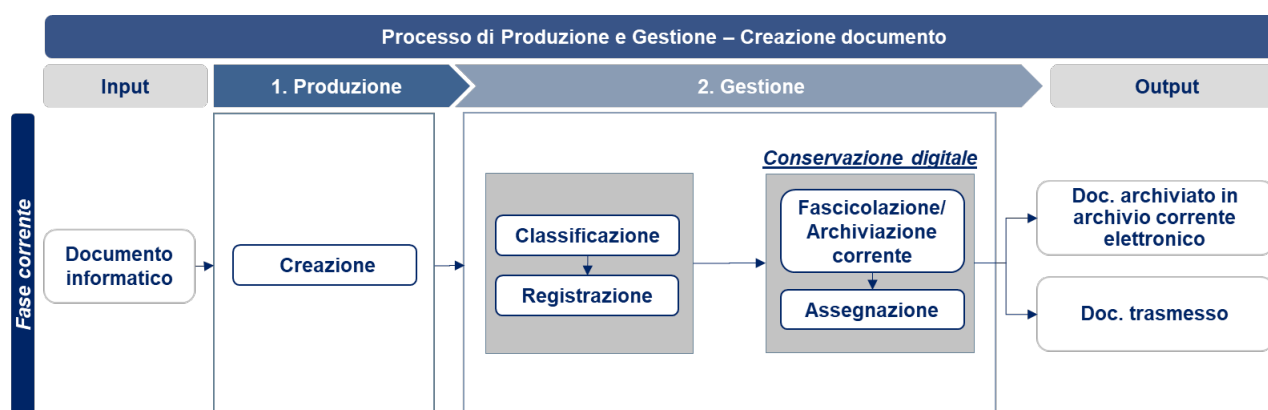 Processo di Produzione e Gestione – Creazione documento
Input
1. Produzione
2. Gestione
Output
Fase corrente
Documento
informatico
Creazione
Classificazione
Registrazione
Conservazione digitale
Fascicolazione/
Archiviazione
corrente
Assegnazione
Doc. archiviato in
archivio corrente
elettronico
Doc. trasmesso